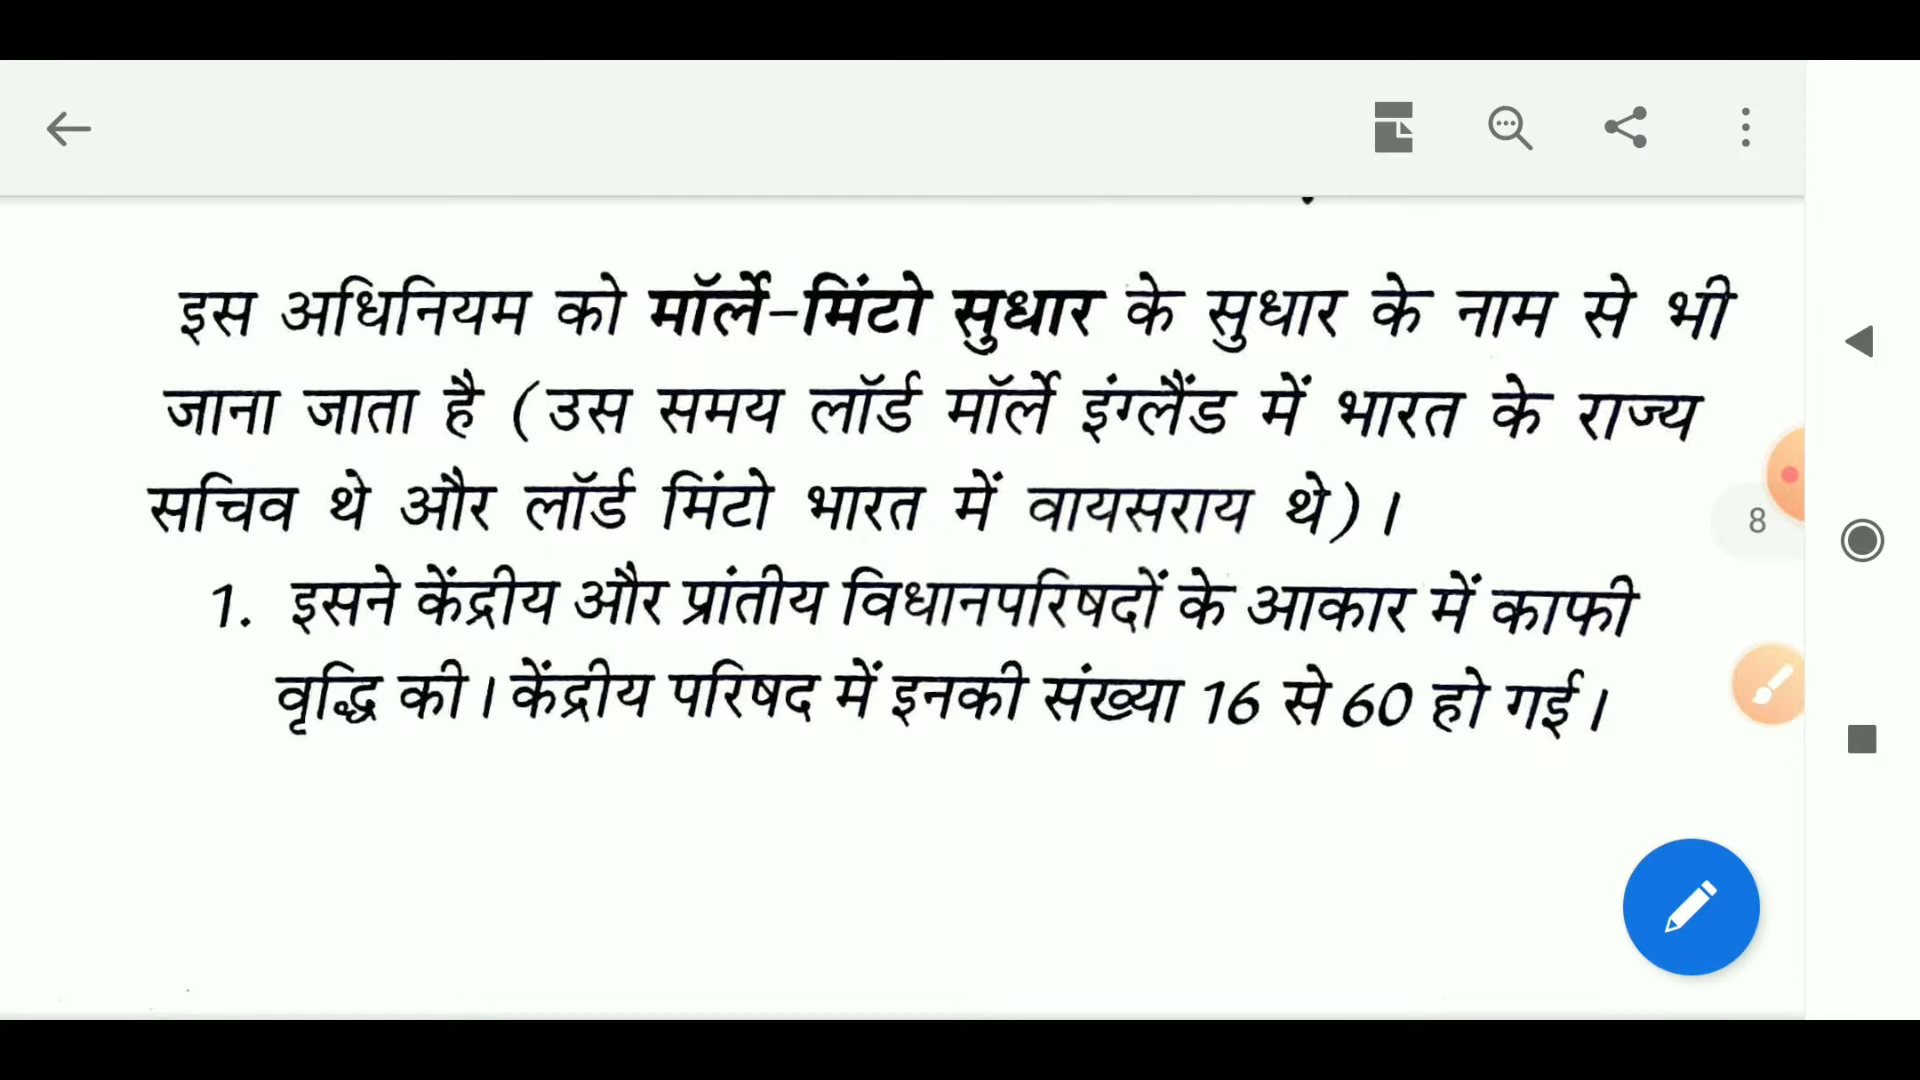 इस अधिनियम को मॉर्ले-मिंटो सुधार के सुधार के नाम से भी
जाना जाता है (उस समय लॉर्ड मॉर्ले इंग्लैंड में भारत के राज्य
सचिव थे और लॉर्ड मिंटो भारत में वायसराय थे)।
1. इसने केंद्रीय और प्रांतीय विधानपरिषदों के आकार में काफी
वृद्धि की। केंद्रीय परिषद में इनकी संख्या 16 से 60 हो गई।
8